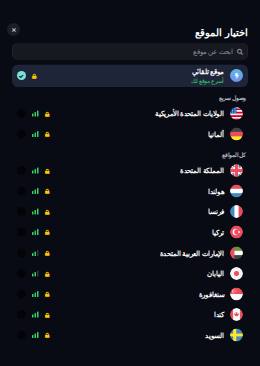 اختيار الموقع
ابحث عن موقع
موقع تلقائي
أسرع موقع لك
وصول سريع
الولايات المتحدة الأمريكية
ألمانيا
كل المواقع
المملكة المتحدة
هولندا
فرنسا
تركيا
الإمارات العربية المتحدة
اليابان
سنغافورة
كندا
السويد